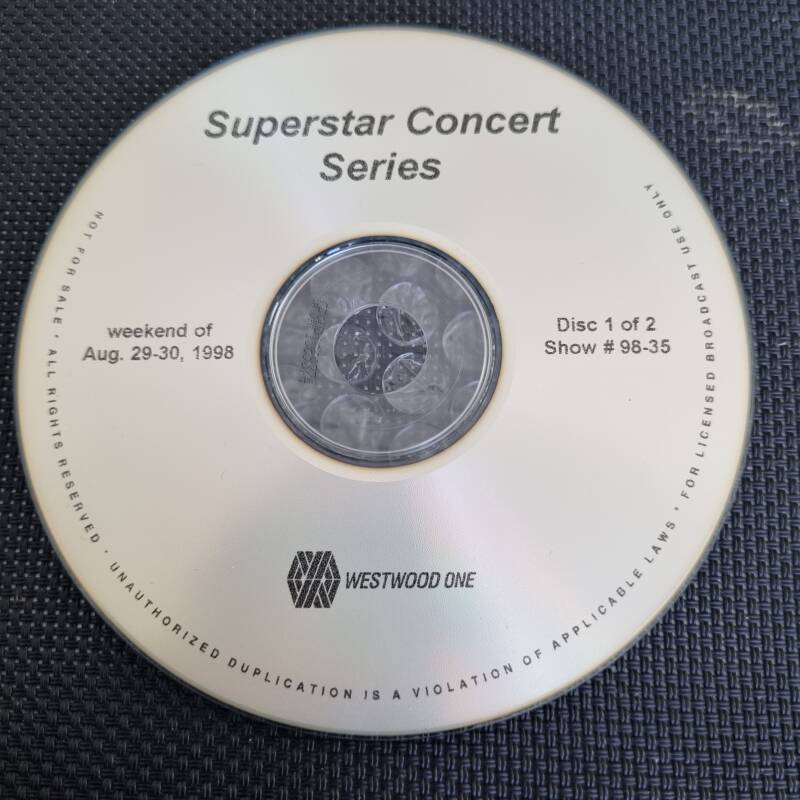 Superstar Concert
Series
weekend of
Aug. 29-30, 1998
Disc 1 of 2
Show # 98-35
WESTWOOD ONE
NOT FOR SALE · ALL RIGHTS RESERVED · UNAUTHORIZED DUPLICATION IS A VIOLATION OF APPLICABLE LAWS · FOR LICENSED BROADCAST USE ONLY